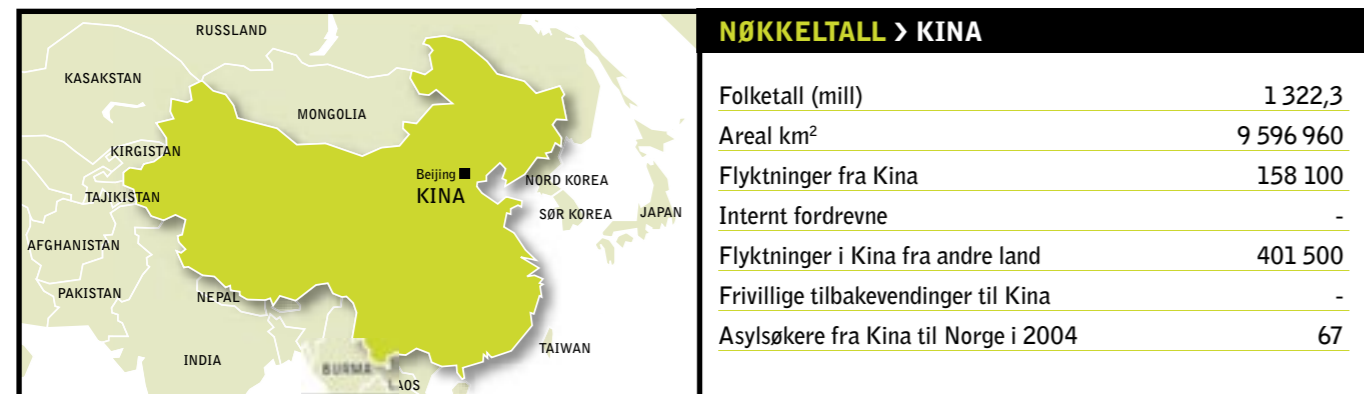 RUSSLAND
KASAKSTAN
MONGOLIA
KIRGISTAN
Beijing
KINA
NORD KOREA
TAJIKISTAN
SØR KOREA
JAPAN
AFGHANISTAN
PAKISTAN
NEPAL
TAIWAN
INDIA
BURMA
LAOS
NØKKELTALL > KINA
Folketall (mill) 1 322,3
Areal km² 9 596 960
Flyktninger fra Kina 158 100
Internt fordrevne -
Flyktninger i Kina fra andre land 401 500
Frivillige tilbakevendinger til Kina -
Asylsøkere fra Kina til Norge i 2004 67